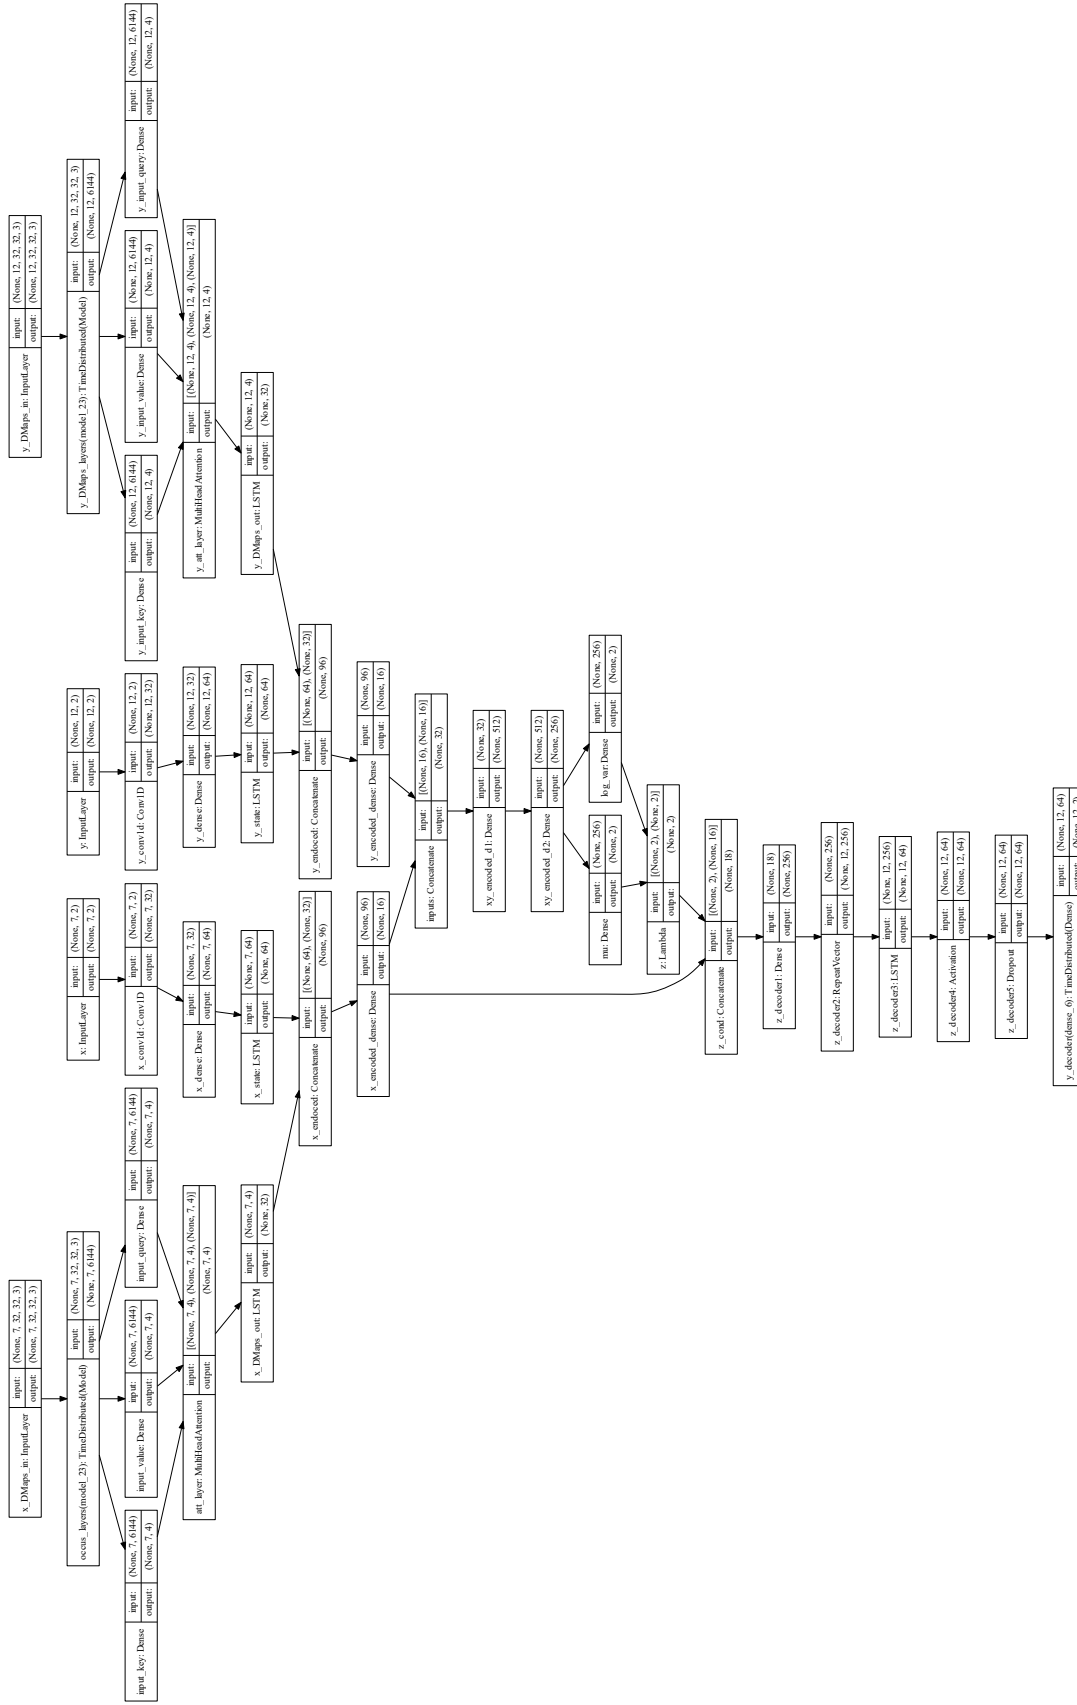 x_DMaps_in: InputLayer
input: (None, 7, 32, 32, 3)
output: (None, 7, 32, 32, 3)
y_DMaps_in: InputLayer
input: (None, 12, 32, 32, 3)
output: (None, 12, 32, 32, 3)
occus_layers(model_23): TimeDistributed(Model)
input: (None, 7, 32, 32, 3)
output: (None, 7, 6144)
x: InputLayer
input: (None, 7, 2)
output: (None, 7, 2)
y: InputLayer
input: (None, 12, 2)
output: (None, 12, 2)
y_DMaps_layers(model_23): TimeDistributed(Model)
input: (None, 12, 32, 32, 3)
output: (None, 12, 6144)
input_key: Dense
input: (None, 7, 6144)
output: (None, 7, 4)
input_value: Dense
input: (None, 7, 6144)
output: (None, 7, 4)
input_query: Dense
input: (None, 7, 6144)
output: (None, 7, 4)
x_conv1d: Conv1D
input: (None, 7, 2)
output: (None, 7, 32)
y_conv1d: Conv1D
input: (None, 12, 2)
output: (None, 12, 32)
y_input_key: Dense
input: (None, 12, 6144)
output: (None, 12, 4)
y_input_value: Dense
input: (None, 12, 6144)
output: (None, 12, 4)
y_input_query: Dense
input: (None, 12, 6144)
output: (None, 12, 4)
att_layer: MultiHeadAttention
input: [(None, 7, 4), (None, 7, 4), (None, 7, 4)]
output: (None, 7, 4)
x_dense: Dense
input: (None, 7, 32)
output: (None, 7, 64)
y_dense: Dense
input: (None, 12, 32)
output: (None, 12, 64)
y_att_layer: MultiHeadAttention
input: [(None, 12, 4), (None, 12, 4), (None, 12, 4)]
output: (None, 12, 4)
x_DMaps_out: LSTM
input: (None, 7, 4)
output: (None, 32)
x_state: LSTM
input: (None, 7, 64)
output: (None, 64)
y_state: LSTM
input: (None, 12, 64)
output: (None, 64)
y_DMaps_out: LSTM
input: (None, 12, 4)
output: (None, 32)
x_endoced: Concatenate
input: [(None, 64), (None, 32)]
output: (None, 96)
y_endoced: Concatenate
input: [(None, 64), (None, 32)]
output: (None, 96)
x_encoded_dense: Dense
input: (None, 96)
output: (None, 16)
y_encoded_dense: Dense
input: (None, 96)
output: (None, 16)
inputs: Concatenate
input: [(None, 16), (None, 16)]
output: (None, 32)
xy_encoded_d1: Dense
input: (None, 32)
output: (None, 512)
xy_encoded_d2: Dense
input: (None, 512)
output: (None, 256)
mu: Dense
input: (None, 256)
output: (None, 2)
log_var: Dense
input: (None, 256)
output: (None, 2)
z: Lambda
input: [(None, 2), (None, 2)]
output: (None, 2)
z_cond: Concatenate
input: [(None, 2), (None, 16)]
output: (None, 18)
z_decoder1: Dense
input: (None, 18)
output: (None, 256)
z_decoder2: RepeatVector
input: (None, 256)
output: (None, 12, 256)
z_decoder3: LSTM
input: (None, 12, 256)
output: (None, 12, 64)
z_decoder4: Activation
input: (None, 12, 64)
output: (None, 12, 64)
z_decoder5: Dropout
input: (None, 12, 64)
output: (None, 12, 64)
y_decoder(dense_6): TimeDistributed(Dense)
input: (None, 12, 64)